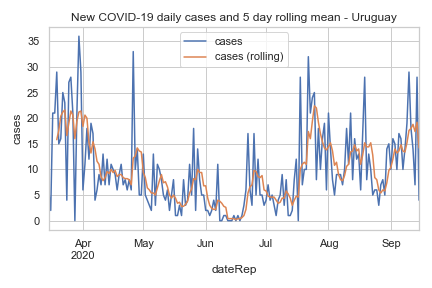 New COVID-19 daily cases and 5 day rolling mean - Uruguay
cases
cases (rolling)
cases
35
30
25
20
15
10
5
0
Apr
2020
May
Jun
Jul
Aug
Sep
dateRep